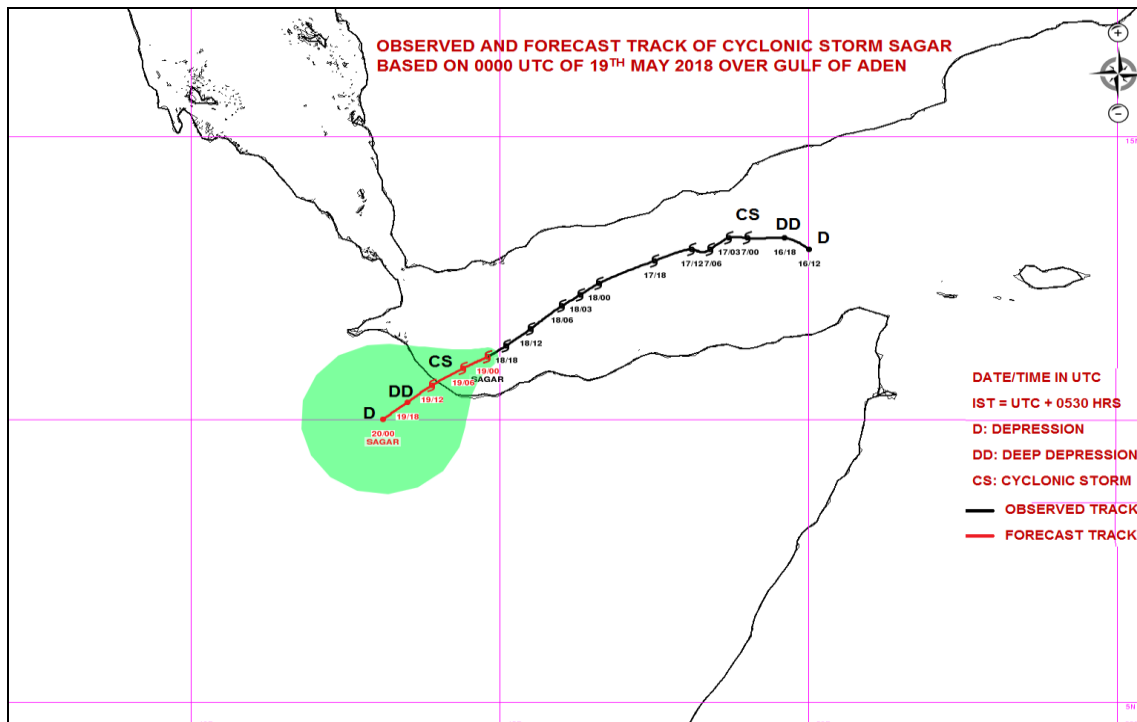 OBSERVED AND FORECAST TRACK OF CYCLONIC STORM SAGAR
BASED ON 0000 UTC OF 19TH MAY 2018 OVER GULF OF ADEN
+
−
15N
CS
DD
D
17/18
17/12
7/06
17/03
7/00
16/18
16/12
18/00
18/03
18/06
18/12
18/18
CS
19/00
SAGAR
19/06
DD
19/12
D
19/18
20/00
SAGAR
DATE/TIME IN UTC
IST = UTC + 0530 HRS
D: DEPRESSION
DD: DEEP DEPRESSION
CS: CYCLONIC STORM
OBSERVED TRACK
FORECAST TRACK
5N